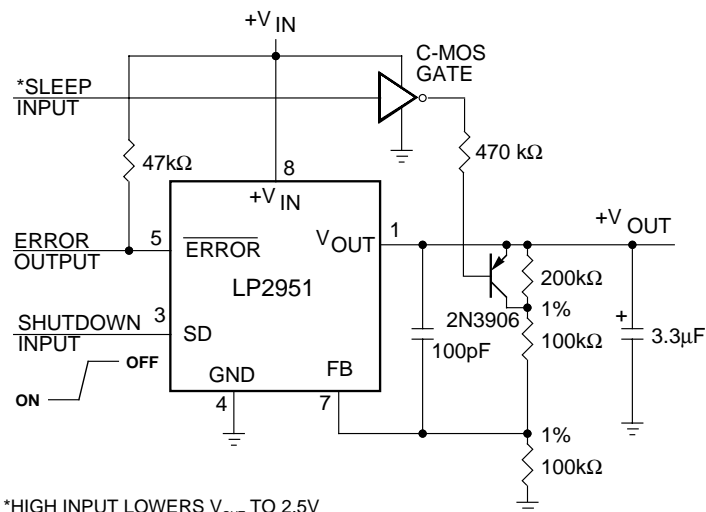 +V IN
C-MOS
GATE
*SLEEP
INPUT
470 kΩ
47kΩ
8
+V IN
ERROR
OUTPUT
5
ERROR
V OUT
1
+V OUT
LP2951
200kΩ
2N3906
1%
SHUTDOWN
INPUT
3
SD
100pF
100kΩ
+
3.3µF
OFF
ON
GND
FB
4
7
1%
100kΩ
*HIGH INPUT LOWERS VOUT TO 2.5V